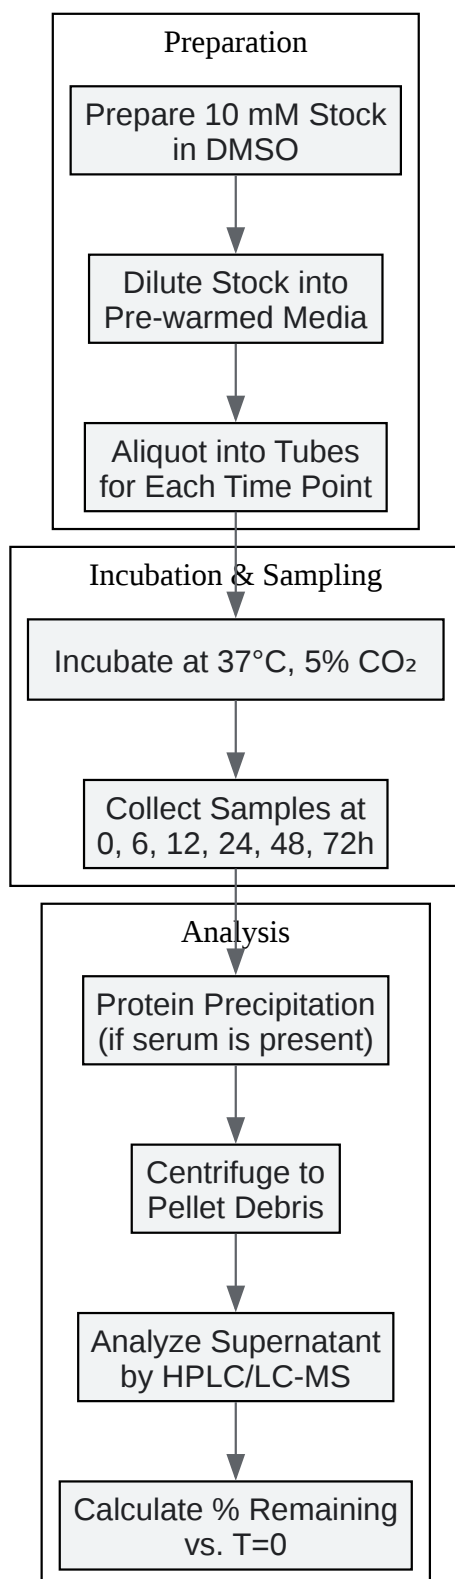 Preparation
Prepare 10 mM Stock
in DMSO
Dilute Stock into
Pre-warmed Media
Aliquot into Tubes
for Each Time Point
Incubation & Sampling
Incubate at 37°C, 5% CO₂
Collect Samples at
0, 6, 12, 24, 48, 72h
Analysis
Protein Precipitation
(if serum is present)
Centrifuge to
Pellet Debris
Analyze Supernatant
by HPLC/LC-MS
Calculate % Remaining
vs. T=0